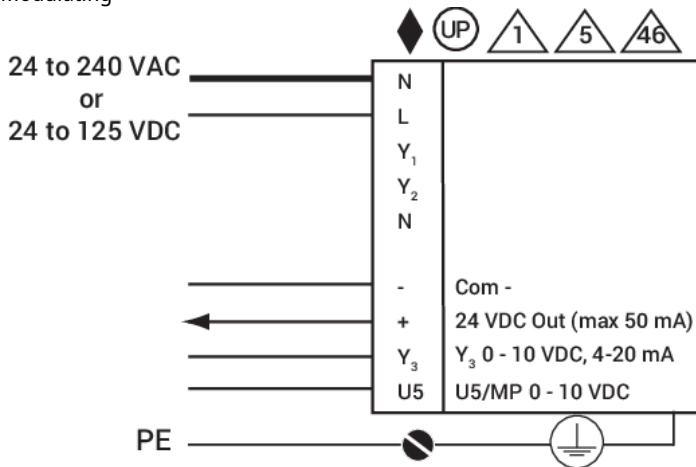 modulating
UP 1 5 46
24 to 240 VAC
or
24 to 125 VDC
N
L
Y₁
Y₂
N
- Com -
+ 24 VDC Out (max 50 mA)
Y₃ Y₃ 0 - 10 VDC, 4-20 mA
U5 U5/MP 0 - 10 VDC
PE